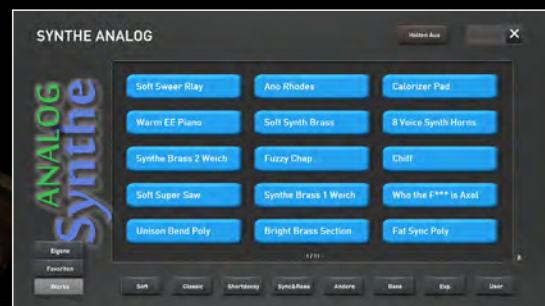 SYNTHE ANALOG
Halten Aus
ANALOG
Synthe
Soft Sweer Rlay
Ano Rhodes
Calorizer Pad
Warm EE Piano
Soft Synth Brass
8 Voice Synth Horns
Synthe Brass 2 Weich
Fuzzy Chap
Chiff
Soft Super Saw
Synthe Brass 1 Weich
Who the F*** is Axel
Unison Bend Poly
Bright Brass Section
Fat Sync Poly
Eigene
Favoriten
Werks
Soft
Classic
Shortdecay
Sync&Reso
Andere
Bass
Exp.
User